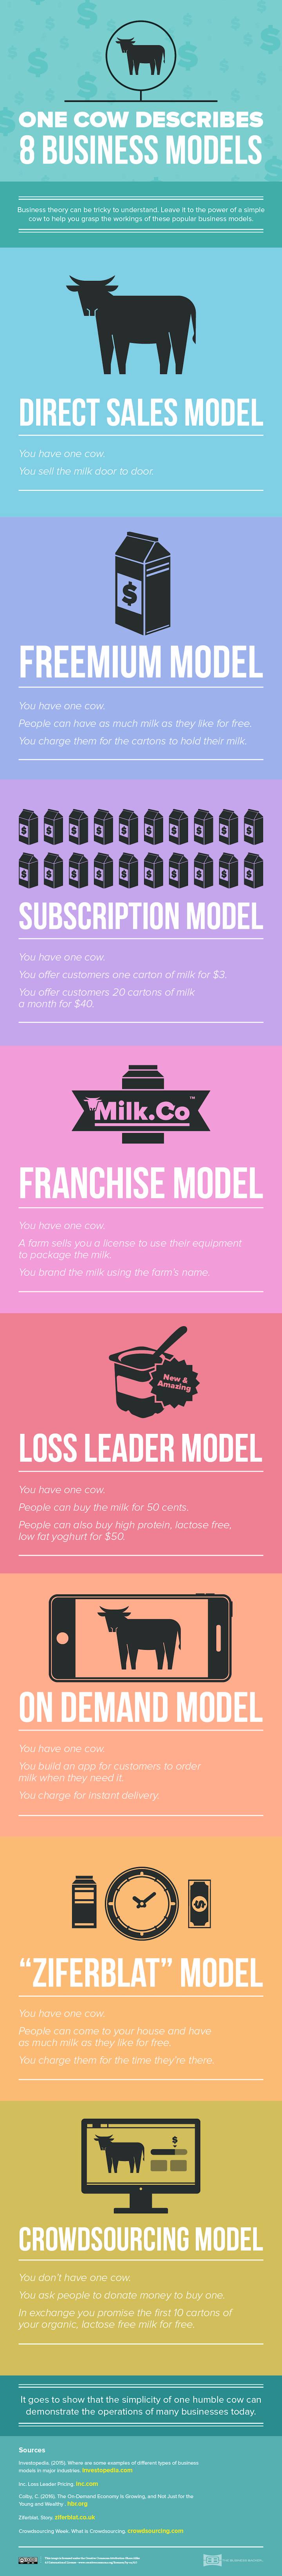 ONE COW DESCRIBES
8 BUSINESS MODELS
Business theory can be tricky to understand. Leave it to the power of a simple
cow to help you grasp the workings of these popular business models.
DIRECT SALES MODEL
You have one cow.
You sell the milk door to door.
$
FREEMIUM MODEL
You have one cow.
People can have as much milk as they like for free.
You charge them for the cartons to hold their milk.
$ $ $ $ $ $ $ $ $ $
$ $ $ $ $ $ $ $ $ $
SUBSCRIPTION MODEL
You have one cow.
You offer customers one carton of milk for $3.
You offer customers 20 cartons of milk
a month for $40.
Milk.Co™
FRANCHISE MODEL
You have one cow.
A farm sells you a license to use their equipment
to package the milk.
You brand the milk using the farm's name.
New &
Amazing
LOSS LEADER MODEL
You have one cow.
People can buy the milk for 50 cents.
People can also buy high protein, lactose free,
low fat yoghurt for $50.
ON DEMAND MODEL
You have one cow.
You build an app for customers to order
milk when they need it.
You charge for instant delivery.
$
"ZIFERBLAT" MODEL
You have one cow.
People can come to your house and have
as much milk as they like for free.
You charge them for the time they're there.
$
CROWDSOURCING MODEL
You don't have one cow.
You ask people to donate money to buy one.
In exchange you promise the first 10 cartons of
your organic, lactose free milk for free.
It goes to show that the simplicity of one humble cow can
demonstrate the operations of many businesses today.
Sources
Investopedia. (2015). Where are some examples of different types of business
models in major industries. investopedia.com
Inc. Loss Leader Pricing. inc.com
Colby, C. (2016). The On-Demand Economy Is Growing, and Not Just for the
Young and Wealthy. hbr.org
Ziferblat. Story. ziferblat.co.uk
Crowdsourcing Week. What is Crowdsourcing. crowdsourcing.com